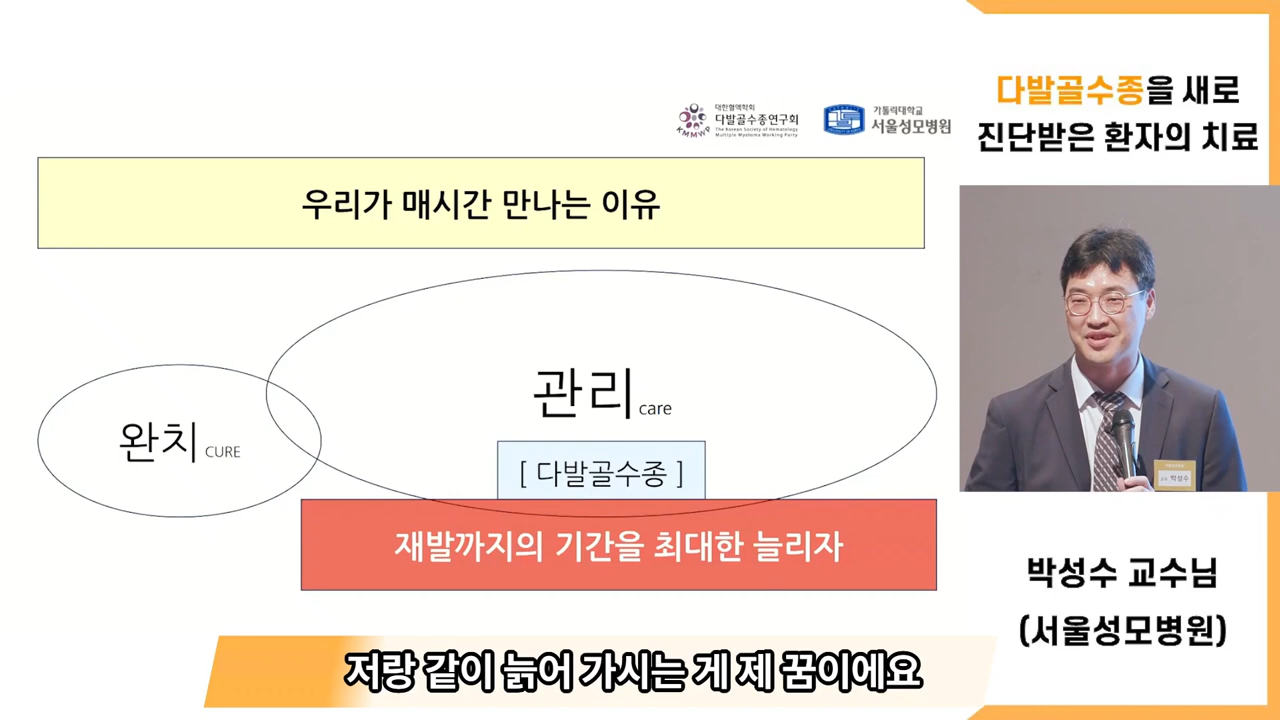 대한혈액학회
다발골수종연구회
The Korean Society of Hematology
Multiple Myeloma Working Party
KMMWP
가톨릭대학교
서울성모병원
우리가 매시간 만나는 이유
관리 care
완치 CURE
[ 다발골수종 ]
재발까지의 기간을 최대한 늘리자
저랑 같이 늙어 가시는 게 제 꿈이에요
다발골수종을 새로
진단받은 환자의 치료
박성수
박성수 교수님
(서울성모병원)